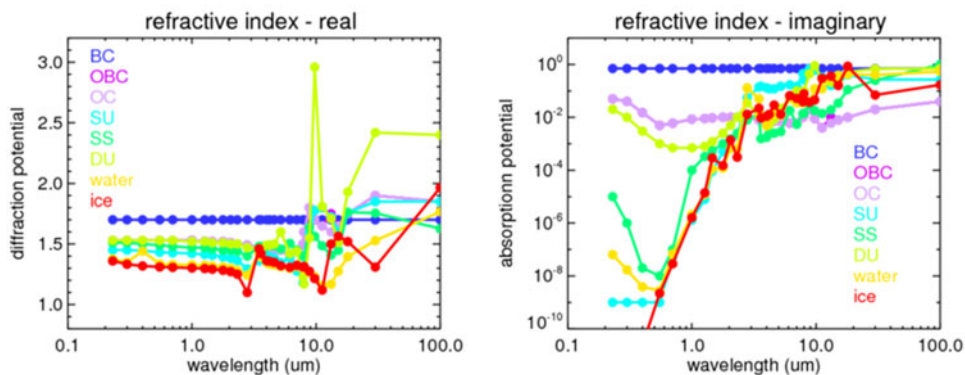 refractive index - real
3.0
2.5
2.0
1.5
1.0
diffraction potential
BC
OBC
OC
SU
SS
DU
water
ice
0.1 1.0 10.0 100.0
wavelength (um)
refractive index - imaginary
10^0
10^-2
10^-4
10^-6
10^-8
10^-10
absorptionn potential
BC
OBC
OC
SU
SS
DU
water
ice
0.1 1.0 10.0 100.0
wavelength (um)